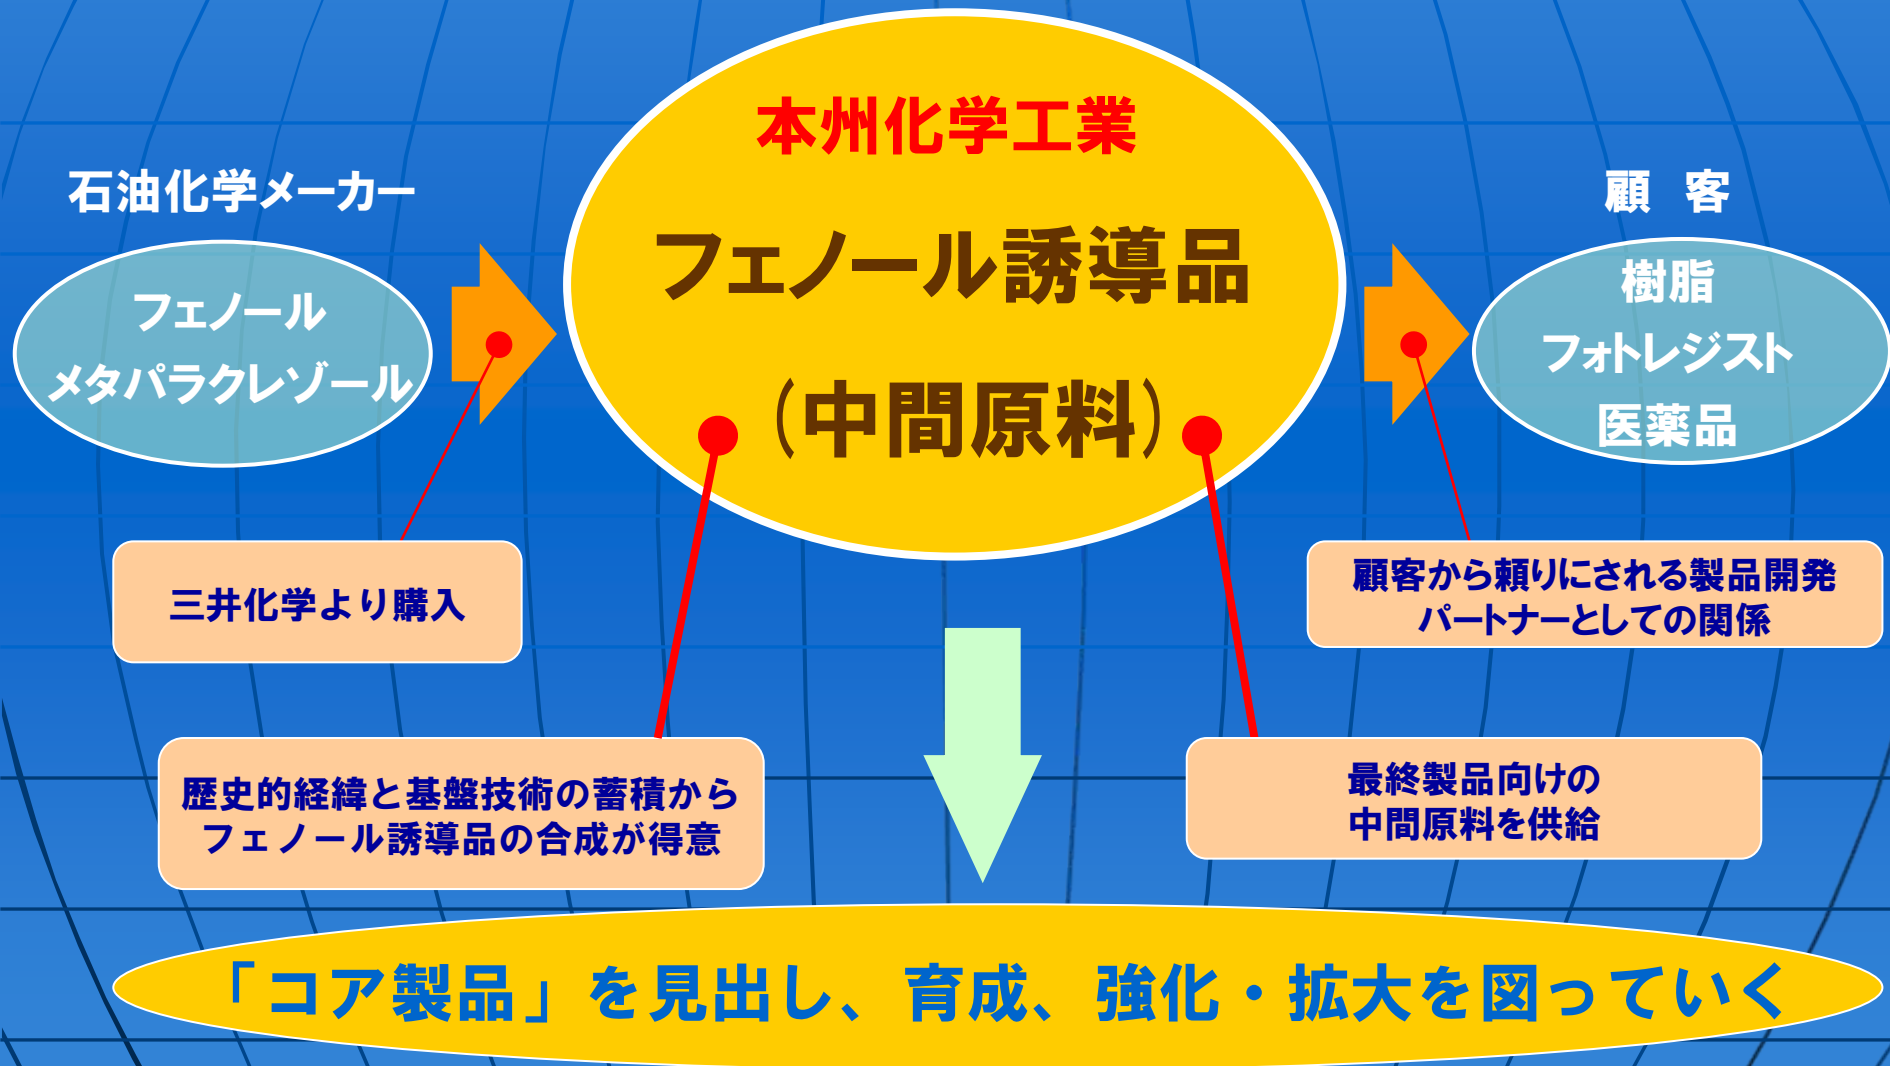 本州化学工業
フェノール誘導品
(中間原料)
石油化学メーカー
フェノール
メタパラクレゾール
顧 客
樹脂
フォトレジスト
医薬品
三井化学より購入
顧客から頼りにされる製品開発
パートナーとしての関係
歴史的経緯と基盤技術の蓄積から
フェノール誘導品の合成が得意
最終製品向けの
中間原料を供給
「コア製品」を見出し、育成、強化・拡大を図っていく